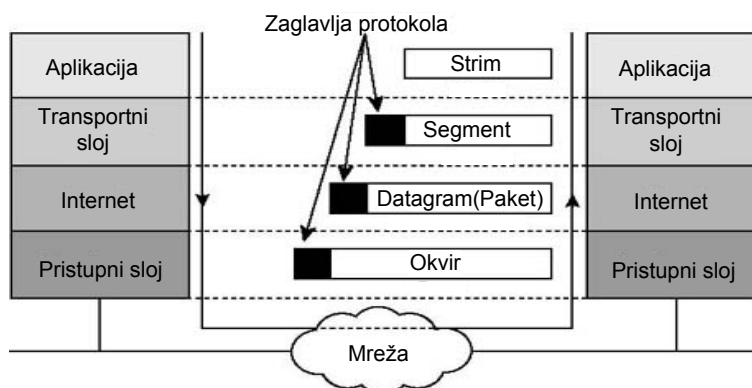 Zaglavlja protokola
Aplikacija
Strim
Aplikacija
Transportni
sloj
Segment
Transportni
sloj
Internet
Datagram(Paket)
Internet
Pristupni sloj
Okvir
Pristupni sloj
Mreža